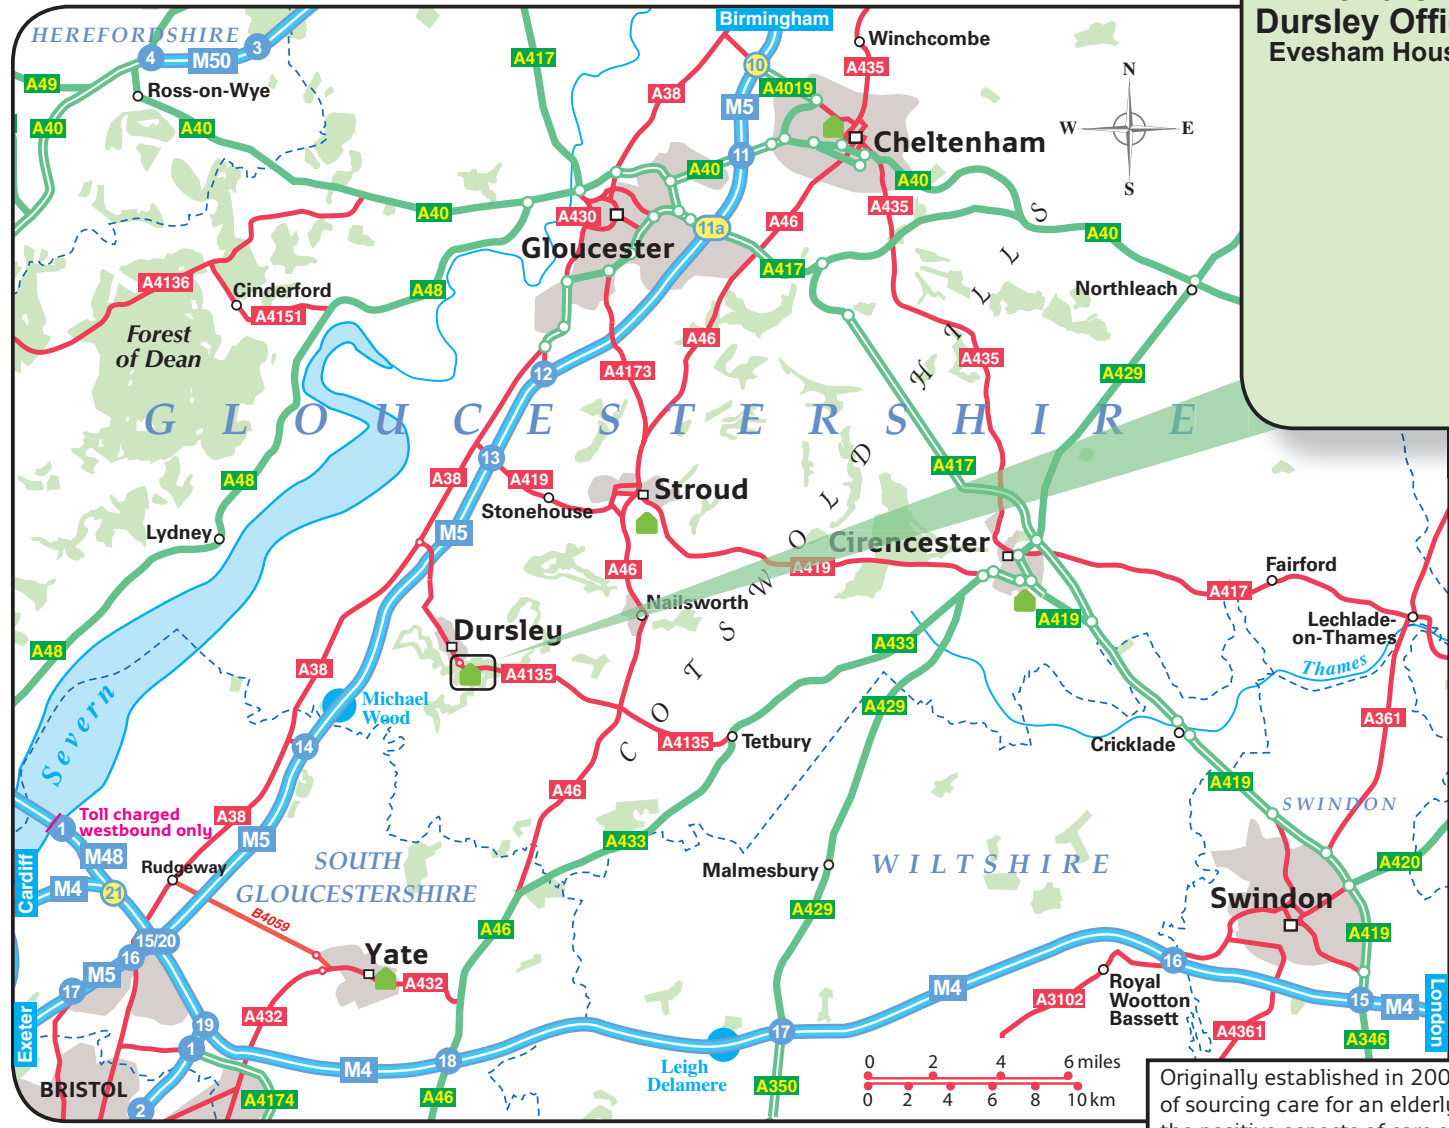 Birmingham
Dursley Offi
Evesham Hous
HEREFORDSHIRE
4
M50
3
A417
10
Winchcombe
A435
A49
Ross-on-Wye
A38
A4019
M5
N
W
E
S
A40
A40
11
Cheltenham
A40
A40
A40
A430
A435
A46
11a
Gloucester
A417
A40
A4136
Cinderford
A48
A4151
Northleach
Forest
of Dean
A46
A435
12
A4173
A429
GLOUCESTERSHIRE
COTSWOLD HILLS
13
A38
A419
A417
A48
Stonehouse
Stroud
Lydney
M5
Cirencester
A46
A419
Fairford
A417
Nailsworth
Lechlade-
on-Thames
A419
Dursley
A433
A48
A38
A4135
Thames
Michael
Wood
A429
A361
Severn
14
A4135
Tetbury
Cricklade
A46
A419
SWINDON
Toll charged
westbound only
1
A38
M5
A433
M48
Rudgeway
SOUTH
GLOUCESTERSHIRE
Malmesbury
WILTSHIRE
A420
Cardiff
M4
21
Swindon
B4059
A46
A429
A419
15/20
16
Yate
16
M5
17
A432
M4
Royal
Wootton
Bassett
15
M4
London
Exeter
A432
A3102
19
17
A4361
A346
1
M4
18
Leigh
Delamere
0 2 4 6 miles
0 2 4 6 8 10 km
BRISTOL
A4174
A46
A350
2
Originally established in 200
of sourcing care for an elderly